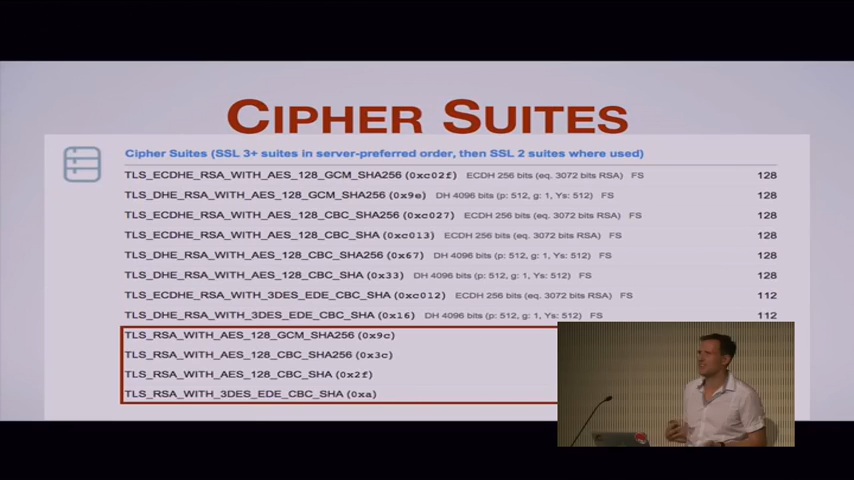 CIPHER SUITES
Cipher Suites (SSL 3+ suites in server-preferred order, then SSL 2 suites where used)
TLS_ECDHE_RSA_WITH_AES_128_GCM_SHA256 (0xc02f) ECDH 256 bits (eq. 3072 bits RSA) FS 128
TLS_DHE_RSA_WITH_AES_128_GCM_SHA256 (0x9e) DH 4096 bits (p: 512, g: 1, Ys: 512) FS 128
TLS_ECDHE_RSA_WITH_AES_128_CBC_SHA256 (0xc027) ECDH 256 bits (eq. 3072 bits RSA) FS 128
TLS_ECDHE_RSA_WITH_AES_128_CBC_SHA (0xc013) ECDH 256 bits (eq. 3072 bits RSA) FS 128
TLS_DHE_RSA_WITH_AES_128_CBC_SHA256 (0x67) DH 4096 bits (p: 512, g: 1, Ys: 512) FS 128
TLS_DHE_RSA_WITH_AES_128_CBC_SHA (0x33) DH 4096 bits (p: 512, g: 1, Ys: 512) FS 128
TLS_ECDHE_RSA_WITH_3DES_EDE_CBC_SHA (0xc012) ECDH 256 bits (eq. 3072 bits RSA) FS 112
TLS_DHE_RSA_WITH_3DES_EDE_CBC_SHA (0x16) DH 4096 bits (p: 512, g: 1, Ys: 512) FS 112
TLS_RSA_WITH_AES_128_GCM_SHA256 (0x9c)
TLS_RSA_WITH_AES_128_CBC_SHA256 (0x3c)
TLS_RSA_WITH_AES_128_CBC_SHA (0x2f)
TLS_RSA_WITH_3DES_EDE_CBC_SHA (0xa)